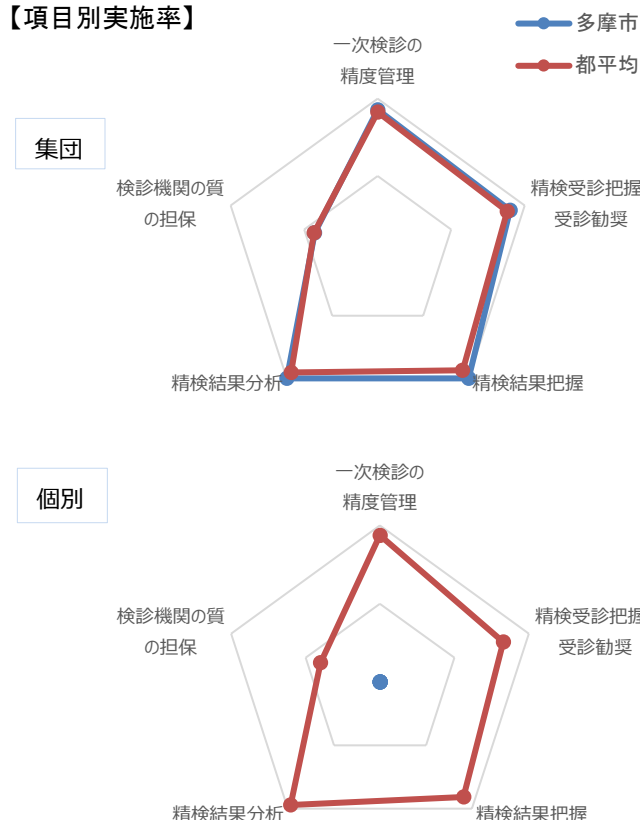 【項目別実施率】
多摩市
都平均
集団
一次検診の
精度管理
精検受診把握
受診勧奨
精検結果把握
精検結果分析
検診機関の質
の担保
個別
一次検診の
精度管理
精検受診把握
受診勧奨
精検結果把握
精検結果分析
検診機関の質
の担保